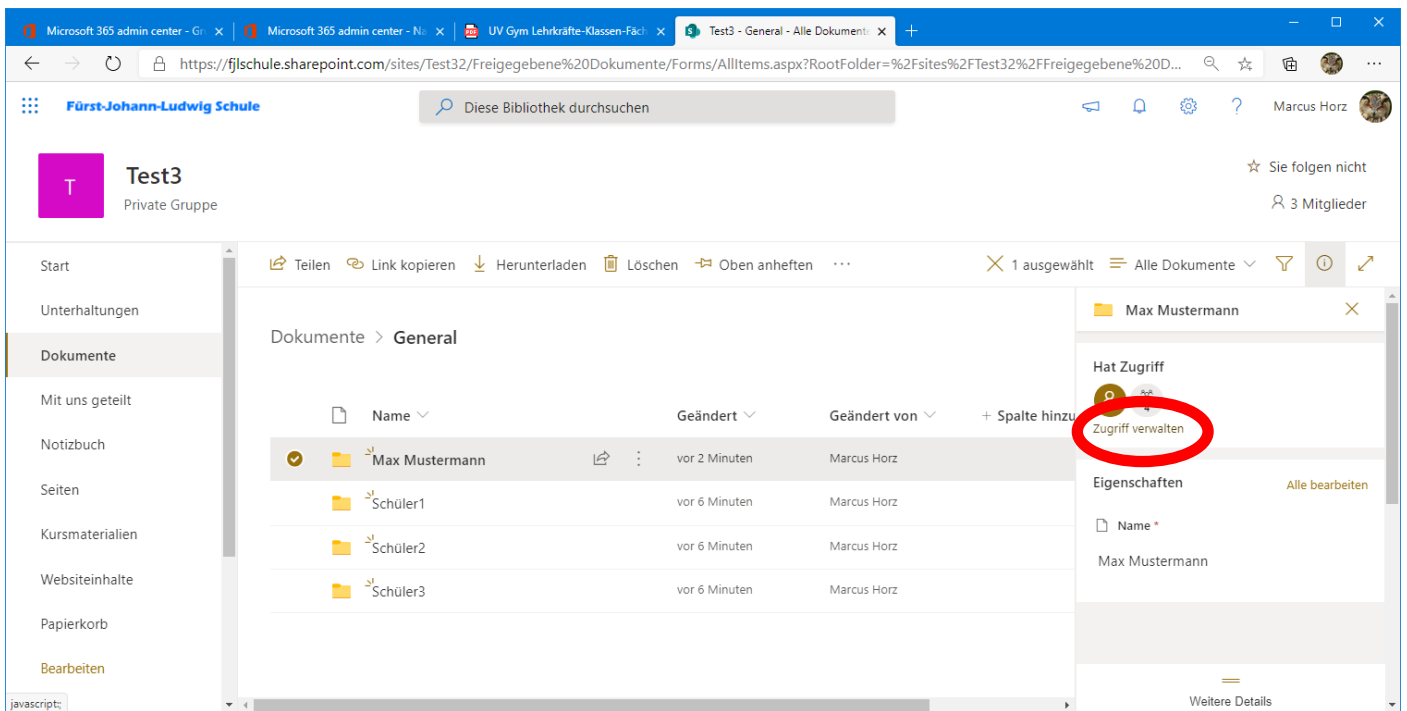 Microsoft 365 admin center - Gr
Microsoft 365 admin center - Na
UV Gym Lehrkräfte-Klassen-Fäch
Test3 - General - Alle Dokumente
https://fjlschule.sharepoint.com/sites/Test32/Freigegebene%20Dokumente/Forms/AllItems.aspx?RootFolder=%2Fsites%2FTest32%2FFreigegebene%20D...
Fürst-Johann-Ludwig Schule
Diese Bibliothek durchsuchen
Marcus Horz
T
Test3
Private Gruppe
Sie folgen nicht
3 Mitglieder
Start
Unterhaltungen
Dokumente
Mit uns geteilt
Notizbuch
Seiten
Kursmaterialien
Websiteinhalte
Papierkorb
Bearbeiten
javascript:;
Teilen Link kopieren Herunterladen Löschen Oben anheften ...
1 ausgewählt Alle Dokumente
Dokumente > General
Name Geändert Geändert von + Spalte hinzu
Max Mustermann vor 2 Minuten Marcus Horz
Schüler1 vor 6 Minuten Marcus Horz
Schüler2 vor 6 Minuten Marcus Horz
Schüler3 vor 6 Minuten Marcus Horz
Max Mustermann
Hat Zugriff
Zugriff verwalten
Eigenschaften Alle bearbeiten
Name *
Max Mustermann
Weitere Details